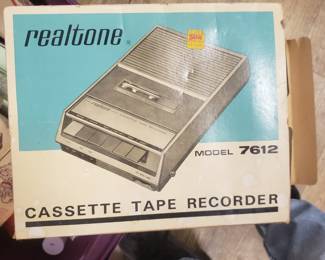 realtone
MODEL 7612
CASSETTE TAPE RECORDER